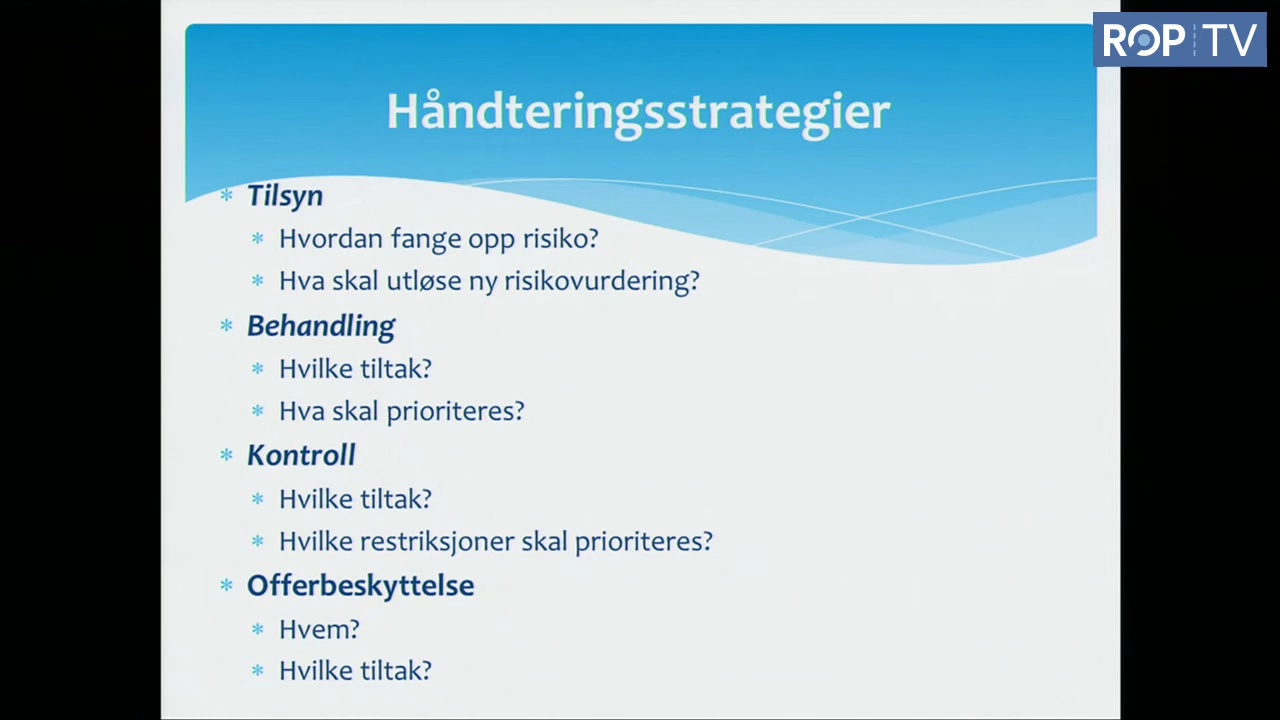 ROP TV
Håndteringsstrategier
* Tilsyn
* Hvordan fange opp risiko?
* Hva skal utløse ny risikovurdering?
* Behandling
* Hvilke tiltak?
* Hva skal prioriteres?
* Kontroll
* Hvilke tiltak?
* Hvilke restriksjoner skal prioriteres?
* Offerbeskyttelse
* Hvem?
* Hvilke tiltak?